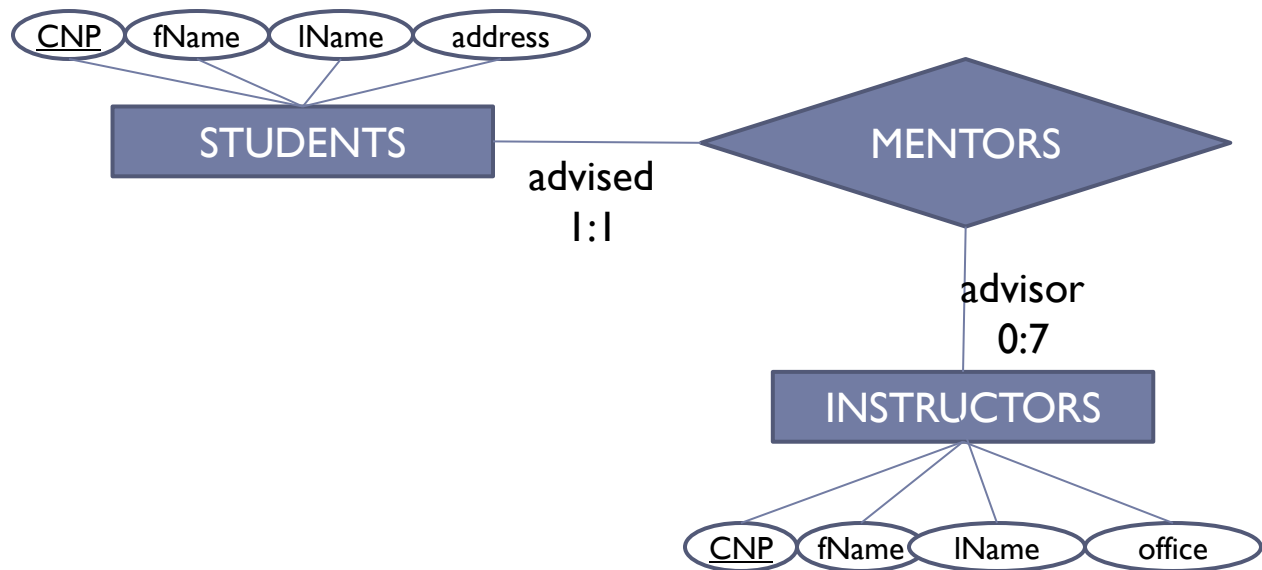 CNP fName lName address
STUDENTS
MENTORS
advised
1:1
advisor
0:7
INSTRUCTORS
CNP fName lName office